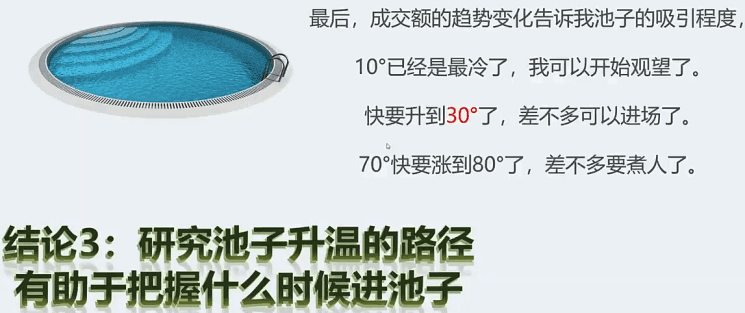 最后，成交额的趋势变化告诉我池子的吸引程度，
10°已经是最冷了，我可以开始观望了。
快要升到30°了，差不多可以进场了。
70°快要涨到80°了，差不多要煮人了。
结论3：研究池子升温的路径
有助于把握什么时候进池子